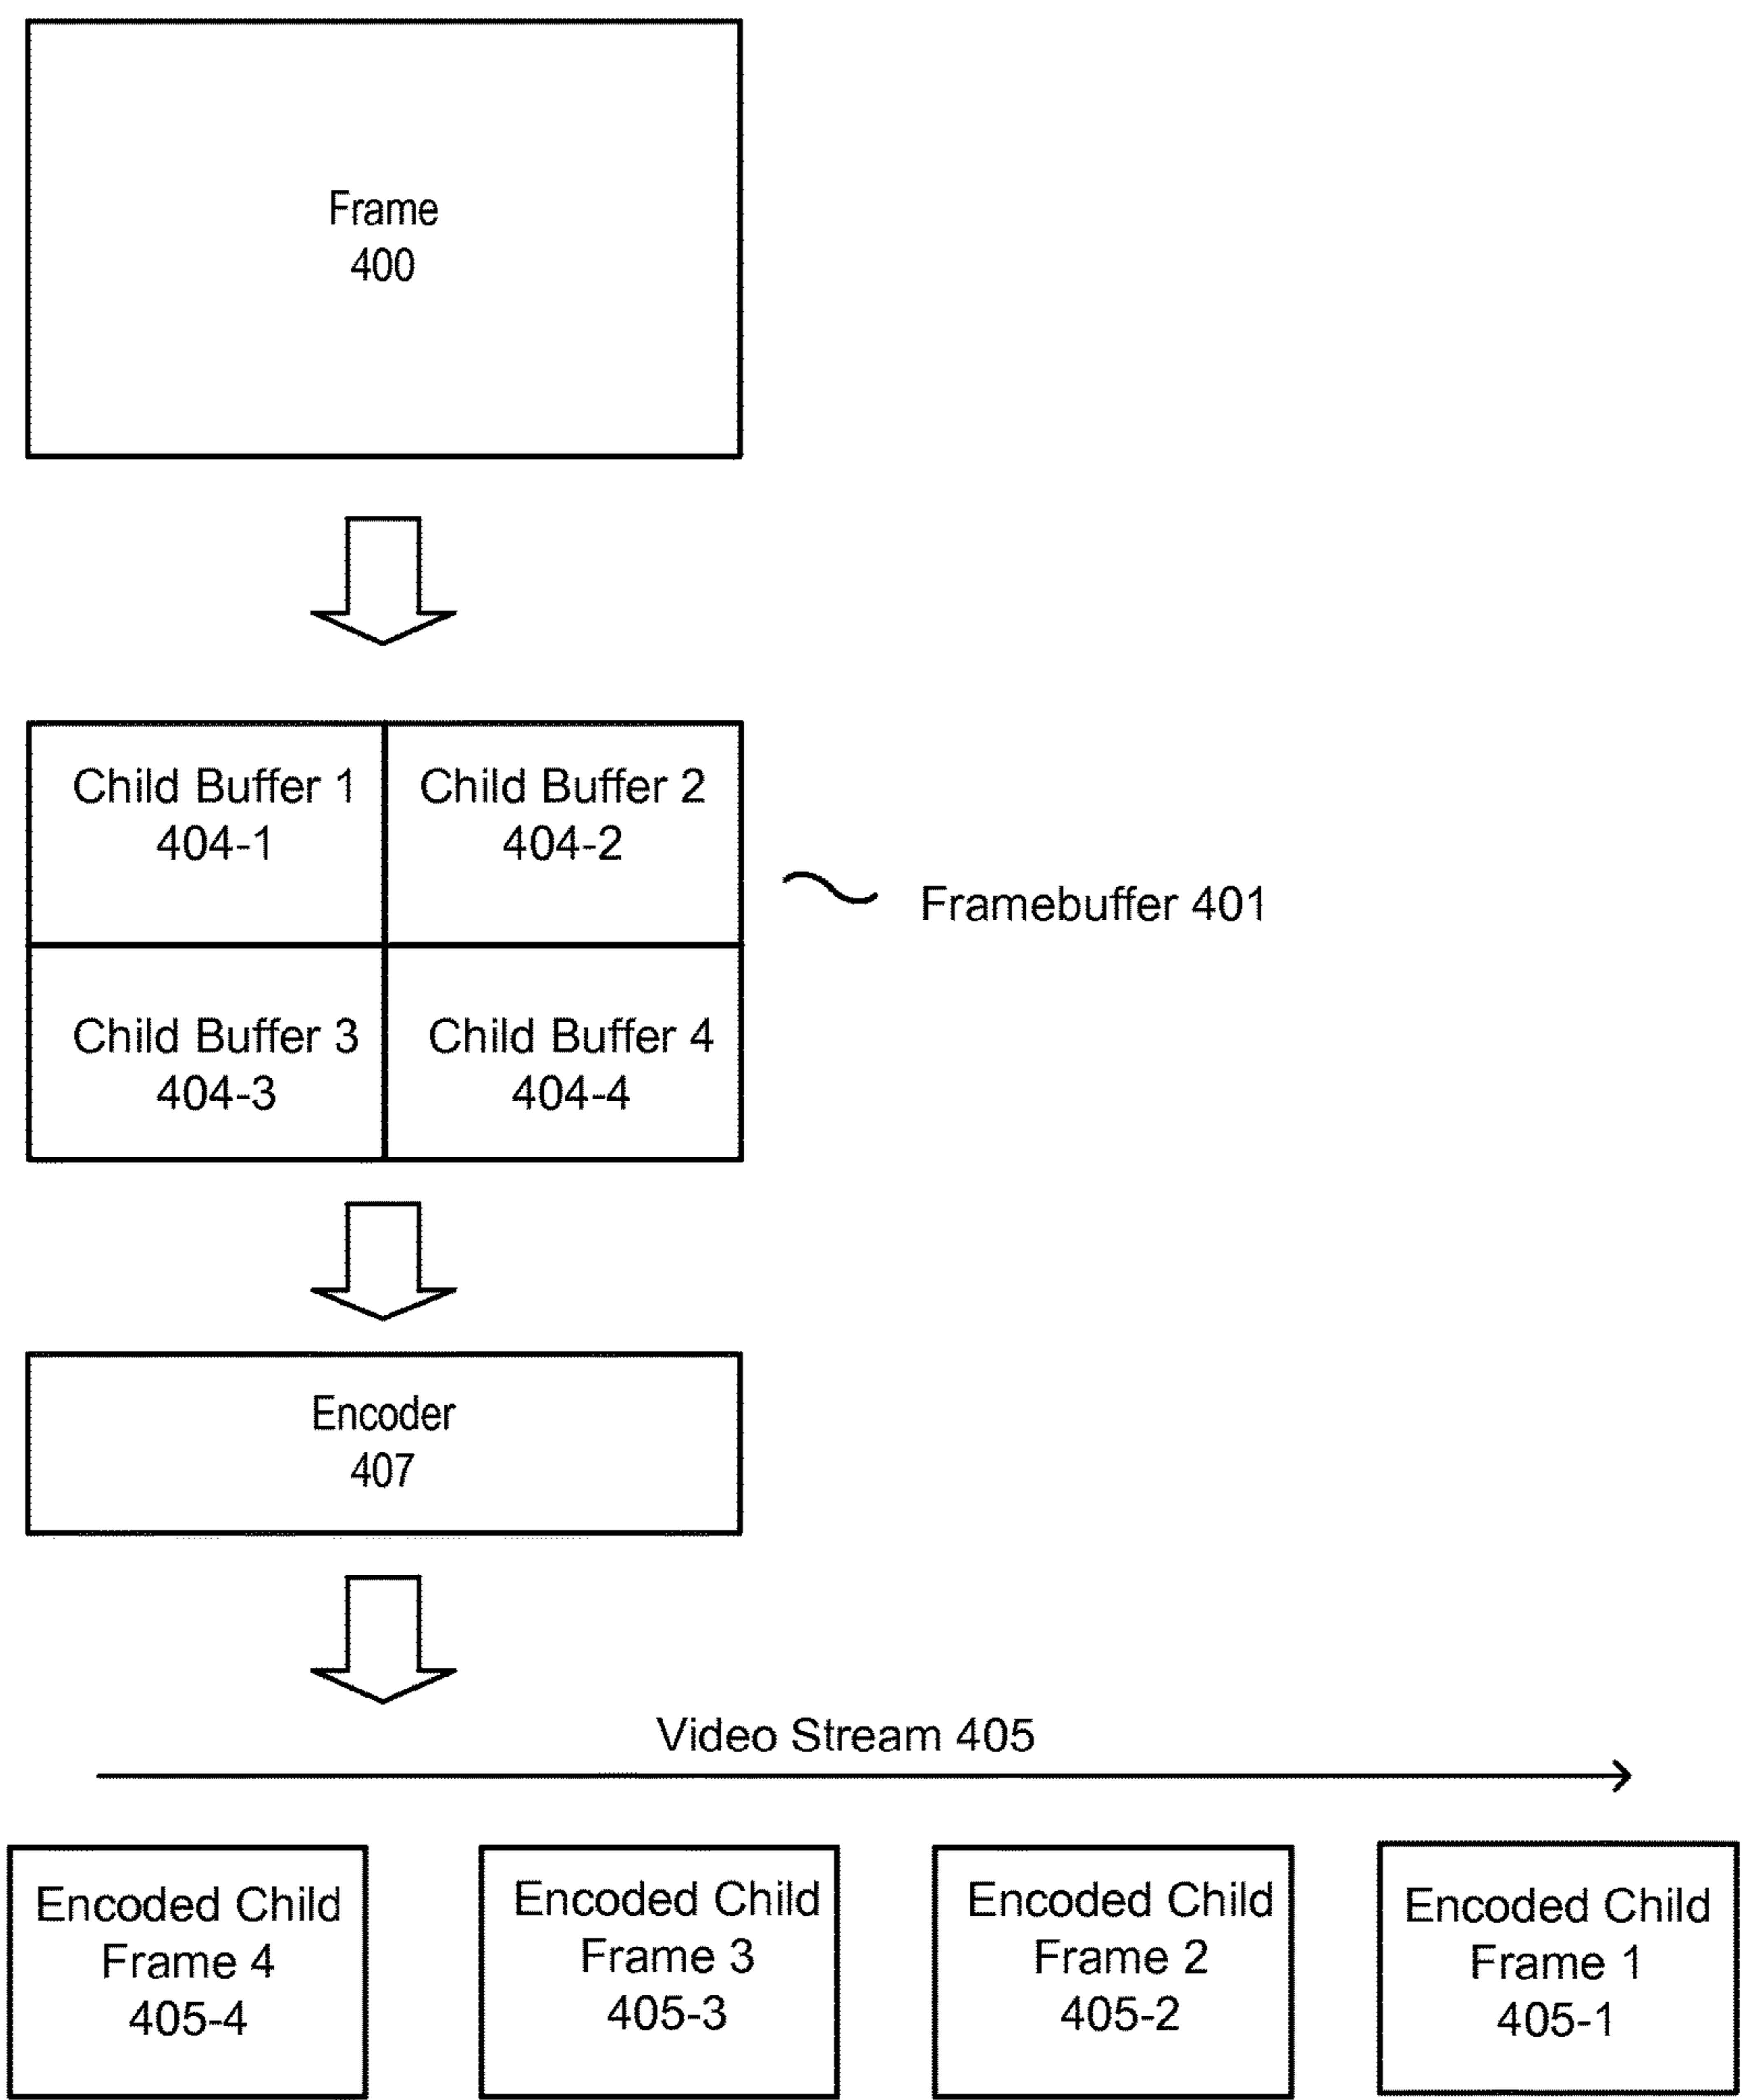 Frame
400
Child Buffer 1
404-1
Child Buffer 2
404-2
Framebuffer 401
Child Buffer 3
404-3
Child Buffer 4
404-4
Encoder
407
Video Stream 405
Encoded Child
Frame 4
405-4
Encoded Child
Frame 3
405-3
Encoded Child
Frame 2
405-2
Encoded Child
Frame 1
405-1